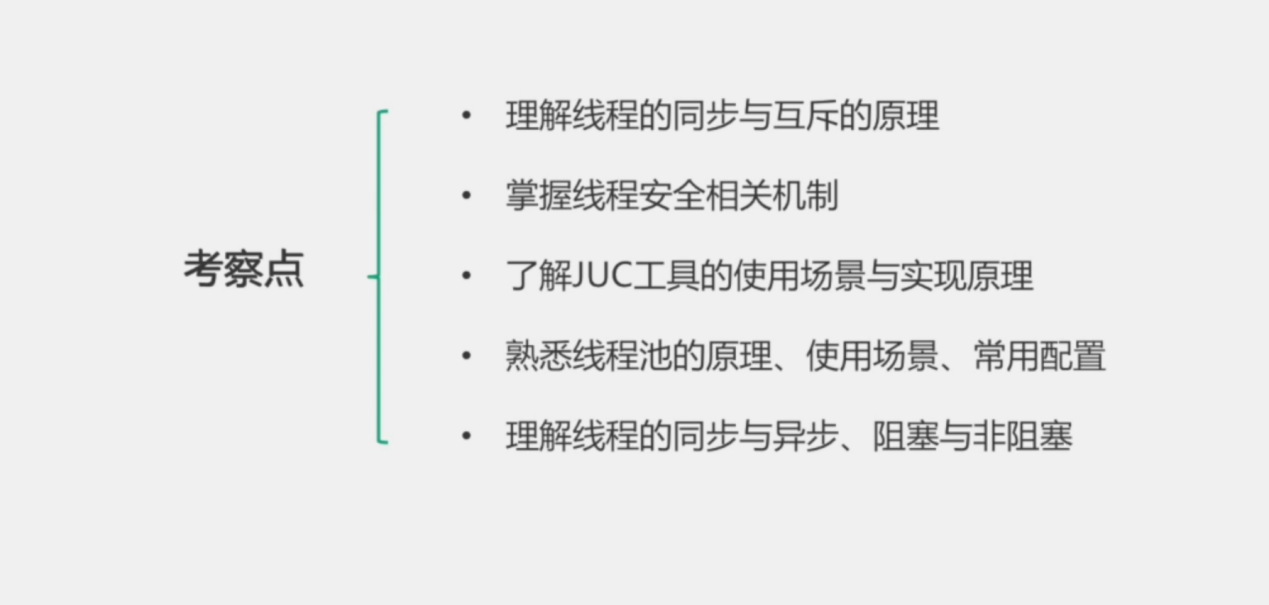 考察点
• 理解线程的同步与互斥的原理
• 掌握线程安全相关机制
• 了解JUC工具的使用场景与实现原理
• 熟悉线程池的原理、使用场景、常用配置
• 理解线程的同步与异步、阻塞与非阻塞